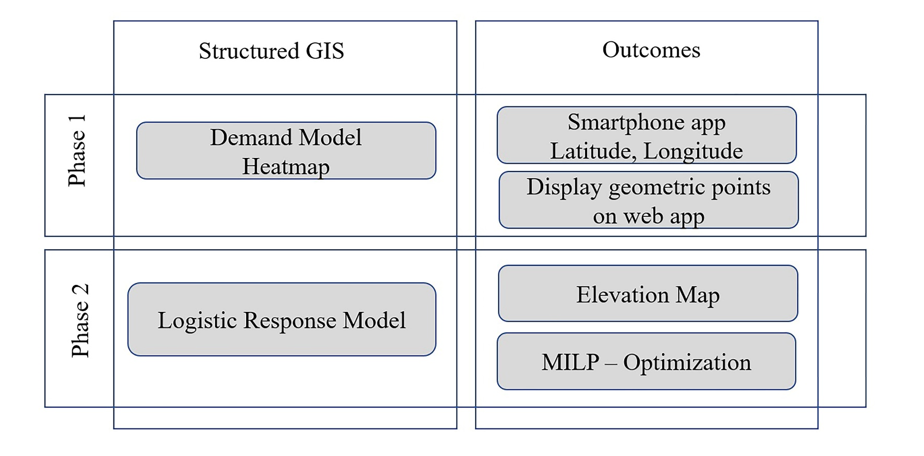 Structured GIS
Outcomes
Phase 1
Demand Model
Heatmap
Smartphone app
Latitude, Longitude
Display geometric points
on web app
Phase 2
Logistic Response Model
Elevation Map
MILP – Optimization